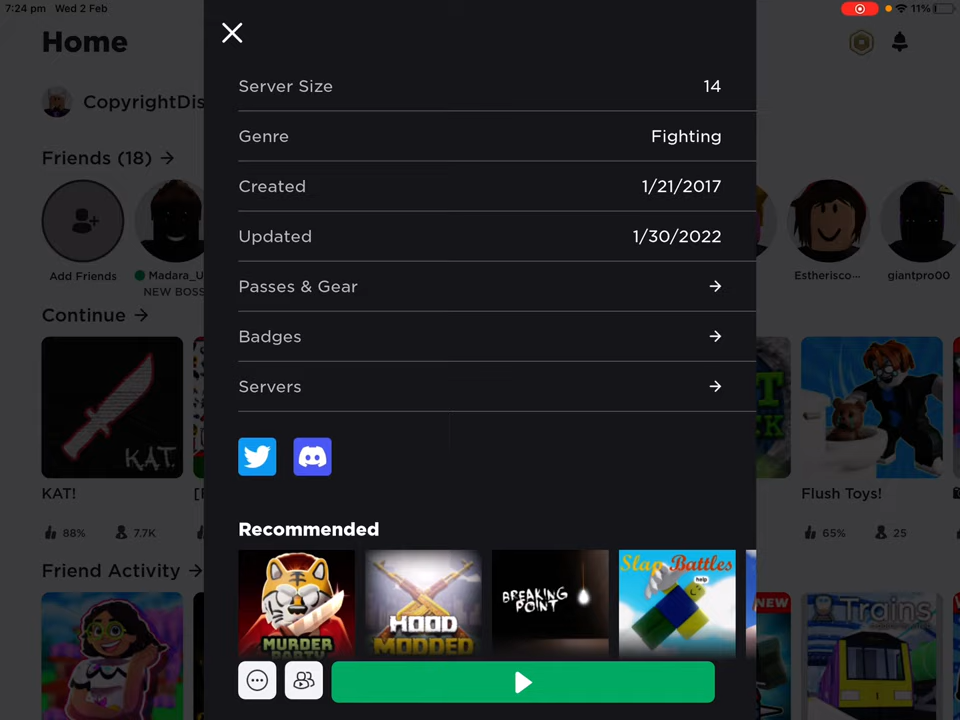 7:24 pm Wed 2 Feb
11%
Home
CopyrightDis
Friends (18)
Add Friends
Madara_U
NEW BOSS
Estherisco...
giantpro00
Continue
KAT.
KAT!
88% 7.7K
Flush Toys!
65% 25
Friend Activity
NEW
Trains
Server Size 14
Genre Fighting
Created 1/21/2017
Updated 1/30/2022
Passes & Gear
Badges
Servers
Recommended
MURDER
PARTY
HOOD
MODDED
BREAKING
POINT
Slap Battles
help